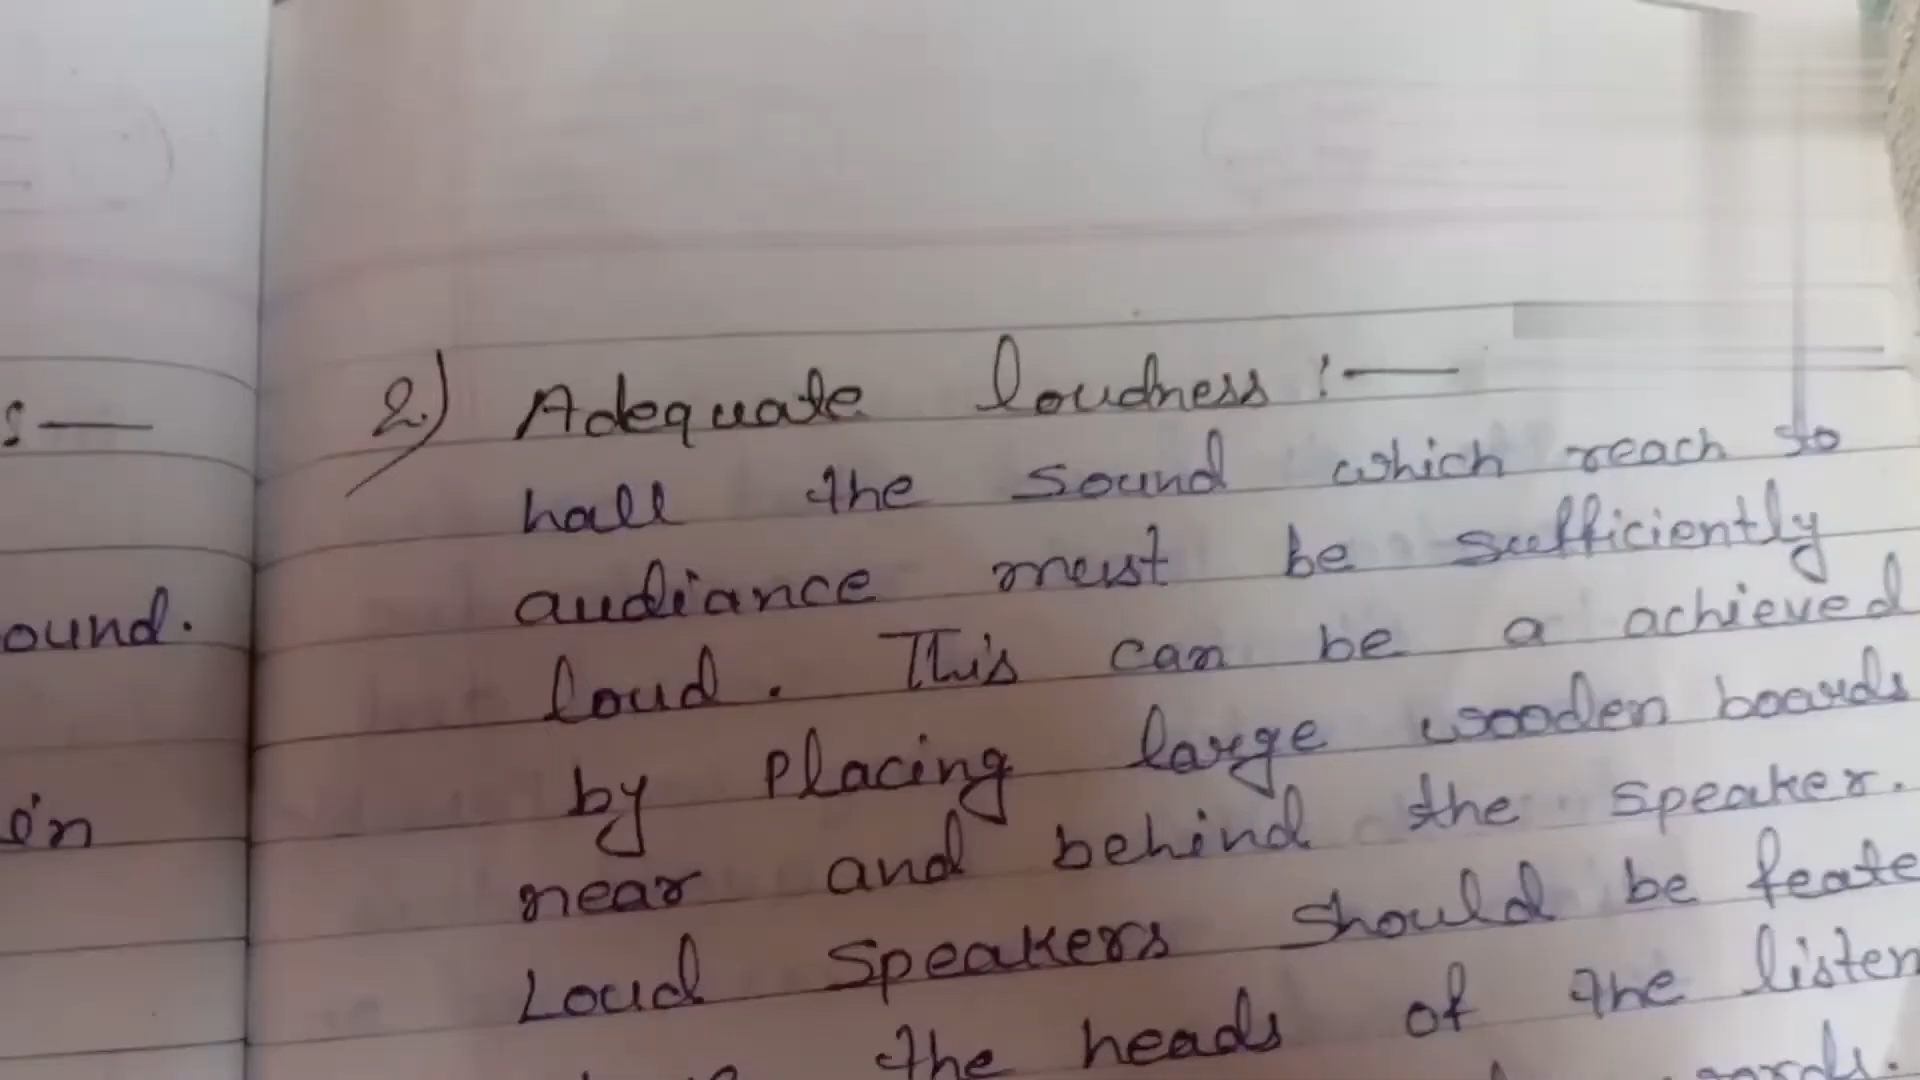 :—
ound.
in
2.) Adequate loudness :—
hall the sound which reach to
audiance must be sufficiently
loud. This can be a achieved
by placing large wooden boards
near and behind the speaker.
Loud speakers should be feate
the heads of the listen